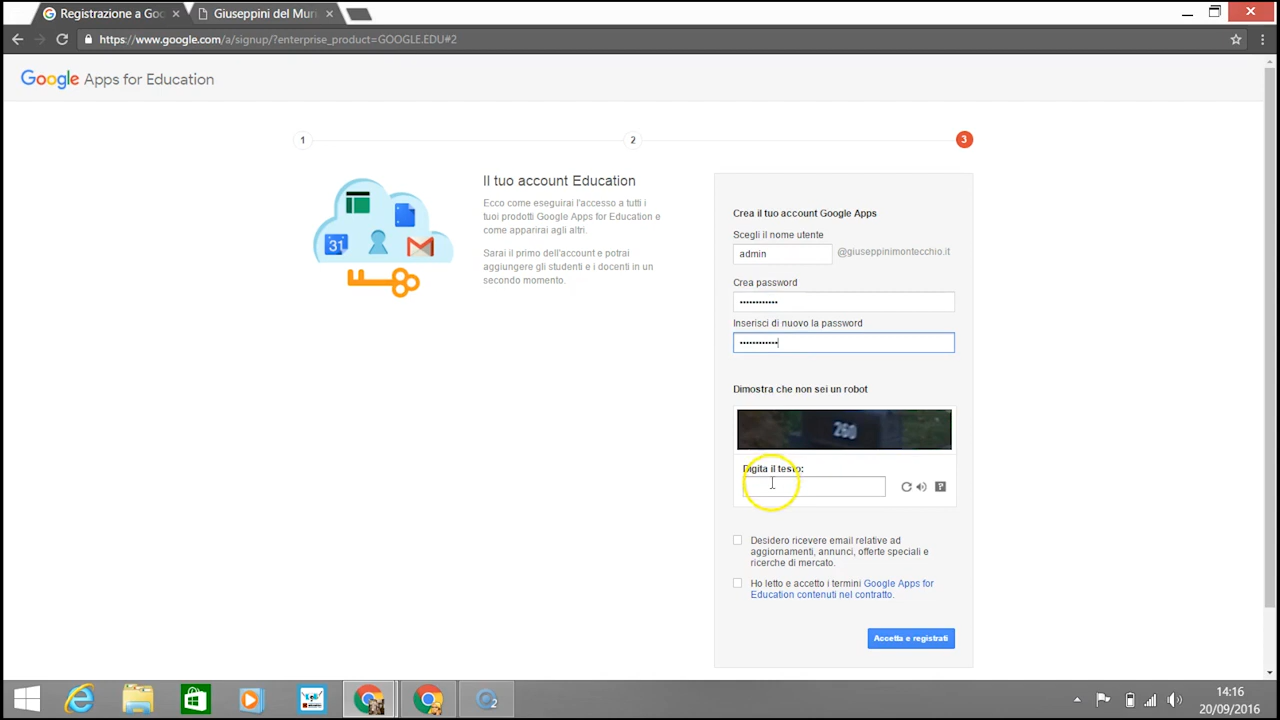 Registrazione a Goo
Giuseppini del Mur
https://www.google.com/a/signup/?enterprise_product=GOOGLE.EDU#2
Google Apps for Education
1
2
3
Il tuo account Education
Ecco come eseguirai l'accesso a tutti i
tuoi prodotti Google Apps for Education e
come apparirai agli altri.
Sarai il primo dell'account e potrai
aggiungere gli studenti e i docenti in un
secondo momento.
31
Crea il tuo account Google Apps
Scegli il nome utente
admin @giuseppinimontecchio.it
Crea password
••••••••••••
Inserisci di nuovo la password
••••••••••••
Dimostra che non sei un robot
260
Digita il testo:
?
Desidero ricevere email relative ad
aggiornamenti, annunci, offerte speciali e
ricerche di mercato.
Ho letto e accetto i termini Google Apps for
Education contenuti nel contratto.
Accetta e registrati
14:16
20/09/2016